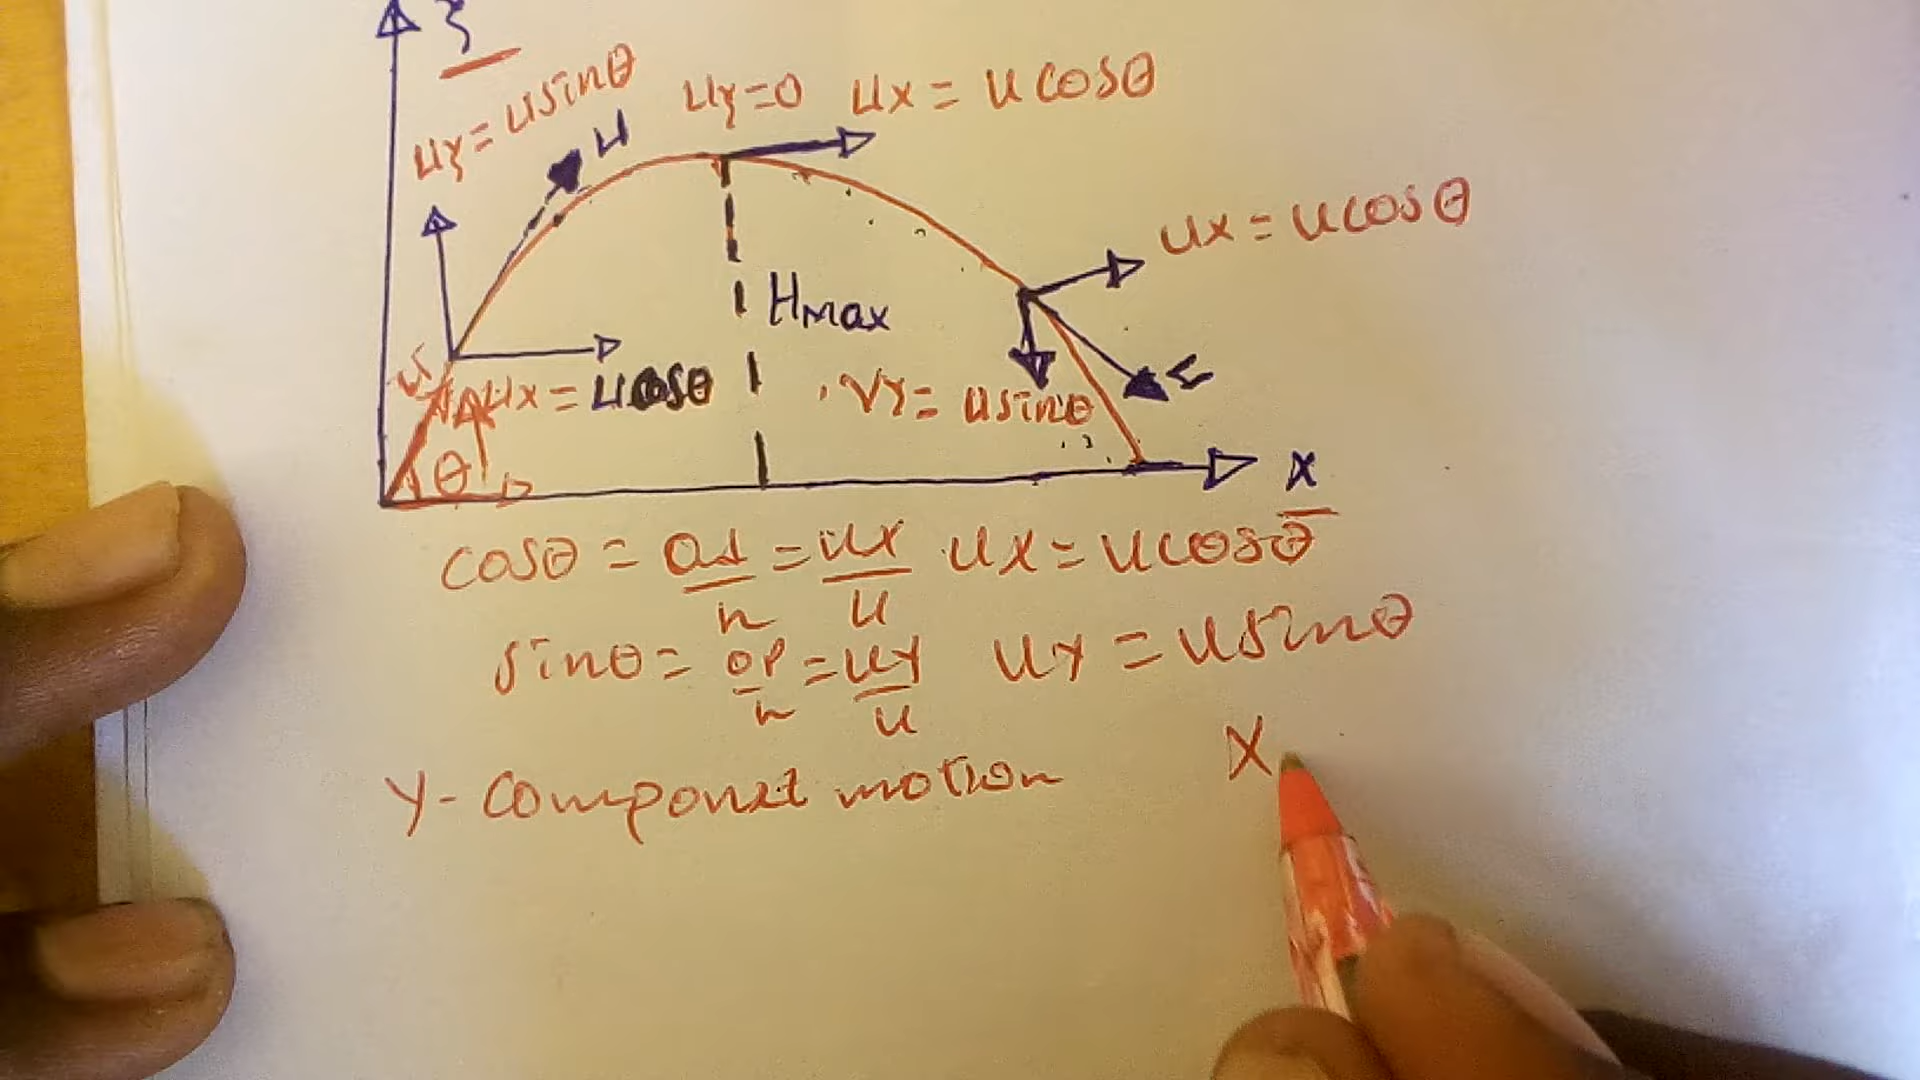 y
uy = usinθ
u
uy=0 ux = ucosθ
ux = ucosθ
Hmax
u
ux = ucosθ
Vy = usinθ
θ
x
cosθ = ad/h = ux/u ux = ucosθ
sinθ = op/h = uy/u uy = usinθ
Y - Component motion X